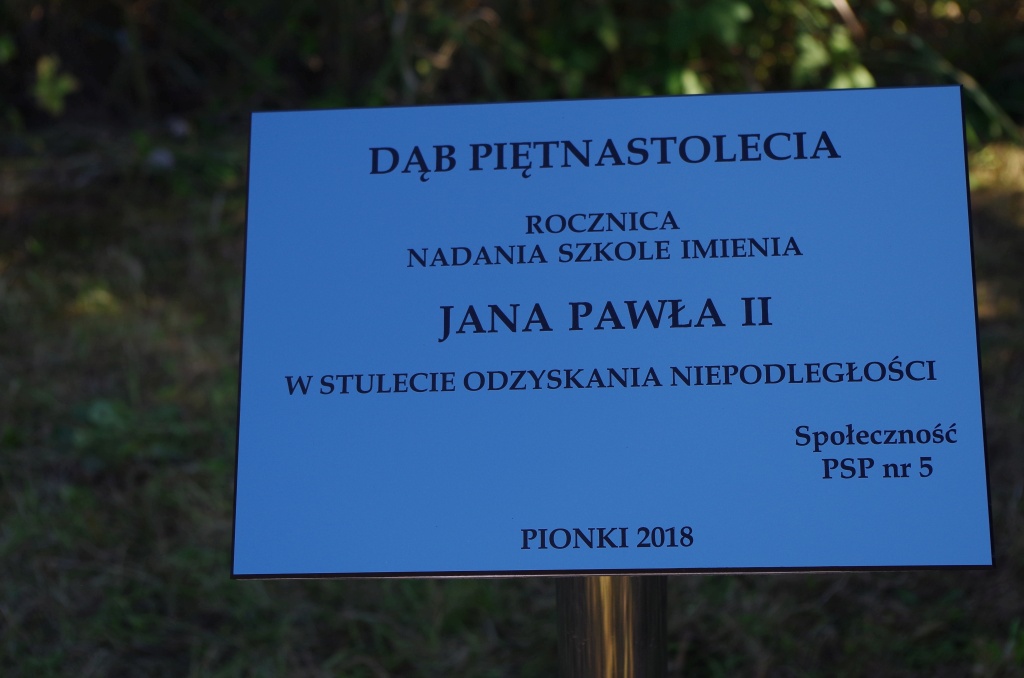 DĄB PIĘTNASTOLECIA
ROCZNICA
NADANIA SZKOLE IMIENIA
JANA PAWŁA II
W STULECIE ODZYSKANIA NIEPODLEGŁOŚCI
Społeczność
PSP nr 5
PIONKI 2018